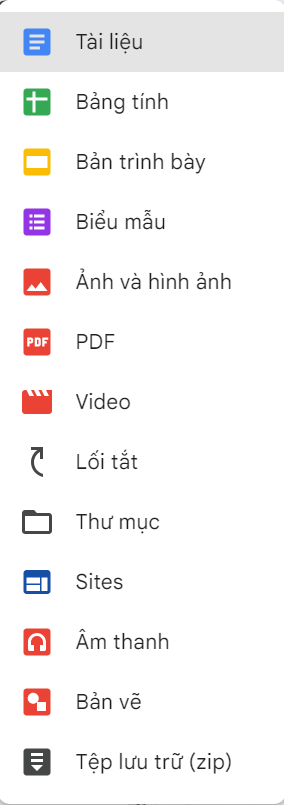 Tài liệu
Bảng tính
Bản trình bày
Biểu mẫu
Ảnh và hình ảnh
PDF
PDF
Video
Lối tắt
Thư mục
Sites
Âm thanh
Bản vẽ
Tệp lưu trữ (zip)